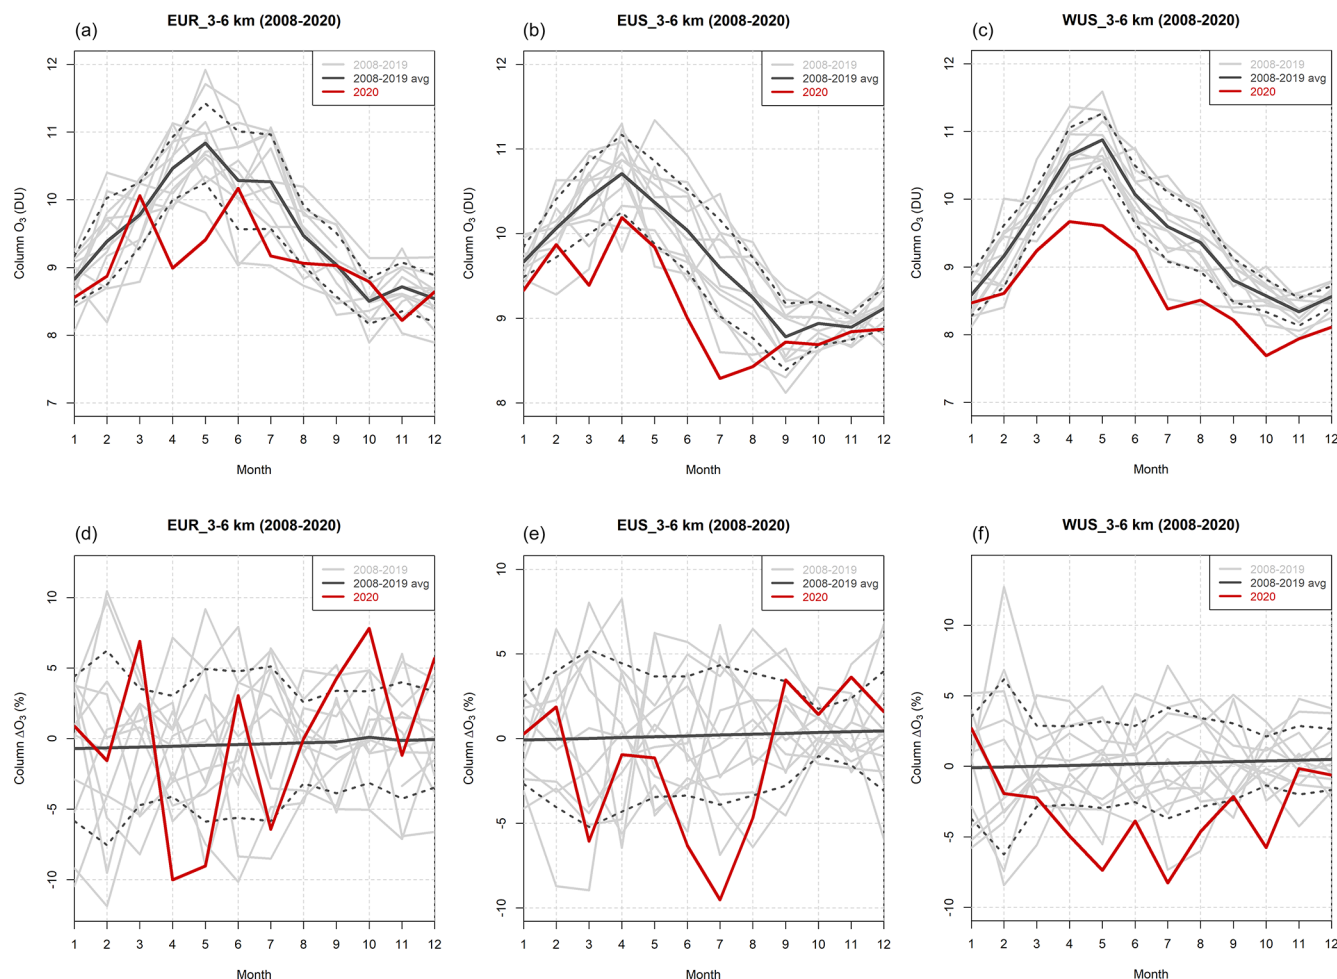 (a) EUR_3-6 km (2008-2020)
2008-2019
2008-2019 avg
2020
Column O₃ (DU)
12
11
10
9
8
7
1 2 3 4 5 6 7 8 9 10 11 12
Month
(b) EUS_3-6 km (2008-2020)
2008-2019
2008-2019 avg
2020
Column O₃ (DU)
12
11
10
9
8
1 2 3 4 5 6 7 8 9 10 11 12
Month
(c) WUS_3-6 km (2008-2020)
2008-2019
2008-2019 avg
2020
Column O₃ (DU)
12
11
10
9
8
7
1 2 3 4 5 6 7 8 9 10 11 12
Month
(d) EUR_3-6 km (2008-2020)
2008-2019
2008-2019 avg
2020
Column ΔO₃ (%)
10
5
0
-5
-10
1 2 3 4 5 6 7 8 9 10 11 12
Month
(e) EUS_3-6 km (2008-2020)
2008-2019
2008-2019 avg
2020
Column ΔO₃ (%)
10
5
0
-5
-10
1 2 3 4 5 6 7 8 9 10 11 12
Month
(f) WUS_3-6 km (2008-2020)
2008-2019
2008-2019 avg
2020
Column ΔO₃ (%)
10
5
0
-5
-10
1 2 3 4 5 6 7 8 9 10 11 12
Month